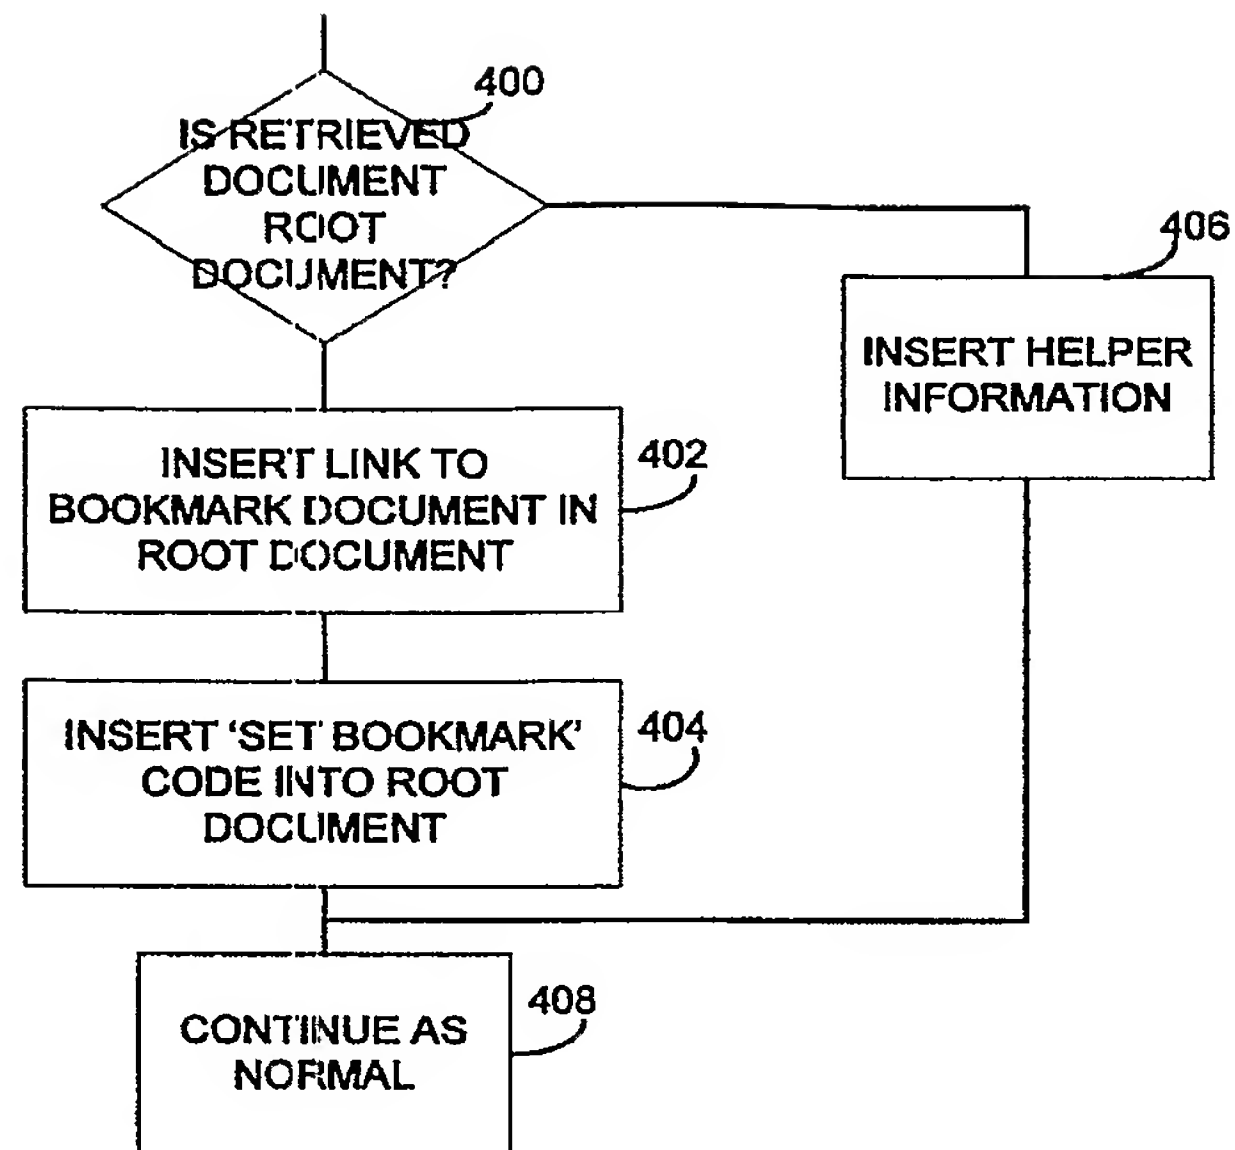 400
IS RETRIEVED
DOCUMENT
ROOT
DOCUMENT?
406
INSERT HELPER
INFORMATION
INSERT LINK TO
BOOKMARK DOCUMENT IN
ROOT DOCUMENT
402
INSERT ‘SET BOOKMARK’
CODE INTO ROOT
DOCUMENT
404
CONTINUE AS
NORMAL
408